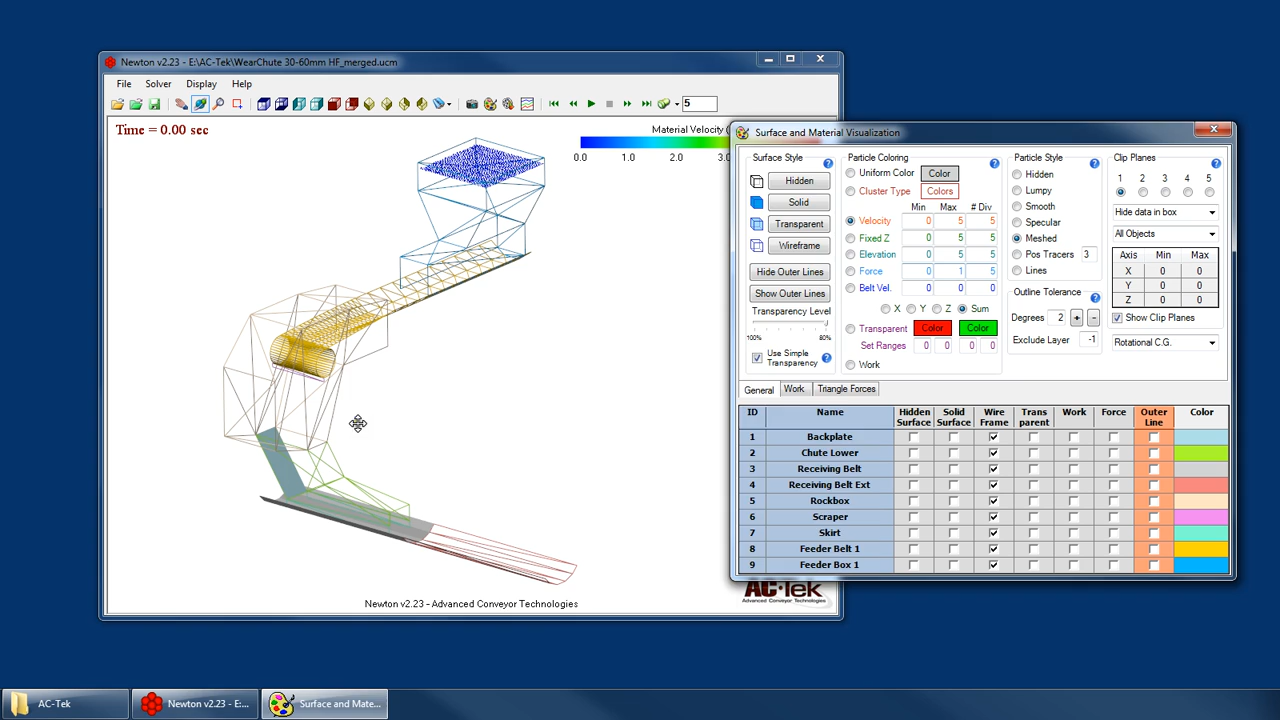 Newton v2.23 - E:\AC-Tek\WearChute 30-60mm HF_merged.ucm
File Solver Display Help
5
Time = 0.00 sec
Material Velocity (
0.0 1.0 2.0 3.0
Newton v2.23 - Advanced Conveyor Technologies
AC-Tek
Advanced Conveyor Technologies
Surface and Material Visualization
Surface Style
Hidden
Solid
Transparent
Wireframe
Hide Outer Lines
Show Outer Lines
Transparency Level
100% 80%
Use Simple Transparency
Particle Coloring
Uniform Color Color
Cluster Type Colors
Min Max # Div
Velocity 0 5 5
Fixed Z 0 5 5
Elevation 0 5 5
Force 0 1 5
Belt Vel. 0 0 0
X Y Z Sum
Transparent Color Color
Set Ranges 0 0 0 0
Work
Particle Style
Hidden
Lumpy
Smooth
Specular
Meshed
Pos Tracers 3
Lines
Outline Tolerance
Degrees 2 + -
Exclude Layer -1
Clip Planes
1 2 3 4 5
Hide data in box
All Objects
Axis Min Max
X 0 0
Y 0 0
Z 0 0
Show Clip Planes
Rotational C.G.
General Work Triangle Forces
ID Name Hidden Surface Solid Surface Wire Frame Trans parent Work Force Outer Line Color
1 Backplate
2 Chute Lower
3 Receiving Belt
4 Receiving Belt Ext
5 Rockbox
6 Scraper
7 Skirt
8 Feeder Belt 1
9 Feeder Box 1
AC-Tek
Newton v2.23 - E:...
Surface and Mate...